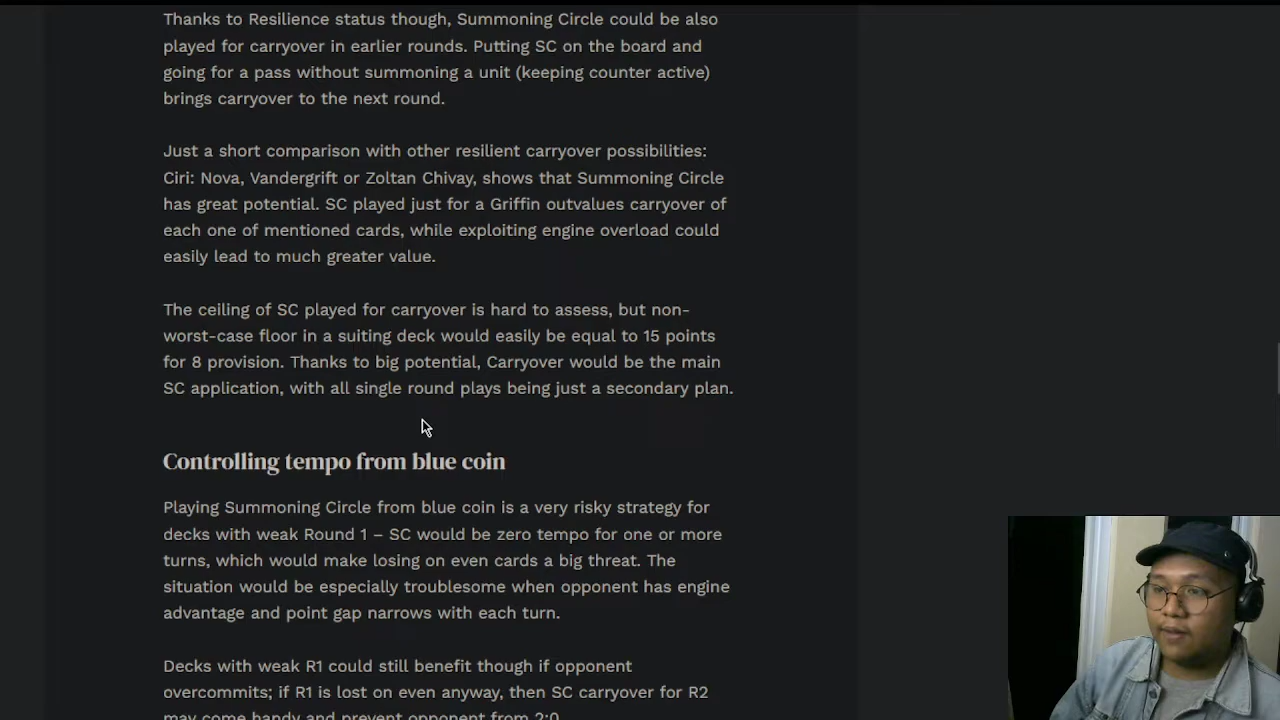 Thanks to Resilience status though, Summoning Circle could be also
played for carryover in earlier rounds. Putting SC on the board and
going for a pass without summoning a unit (keeping counter active)
brings carryover to the next round.
Just a short comparison with other resilient carryover possibilities:
Ciri: Nova, Vandergrift or Zoltan Chivay, shows that Summoning Circle
has great potential. SC played just for a Griffin outvalues carryover of
each one of mentioned cards, while exploiting engine overload could
easily lead to much greater value.
The ceiling of SC played for carryover is hard to assess, but non-
worst-case floor in a suiting deck would easily be equal to 15 points
for 8 provision. Thanks to big potential, Carryover would be the main
SC application, with all single round plays being just a secondary plan.
Controlling tempo from blue coin
Playing Summoning Circle from blue coin is a very risky strategy for
decks with weak Round 1 – SC would be zero tempo for one or more
turns, which would make losing on even cards a big threat. The
situation would be especially troublesome when opponent has engine
advantage and point gap narrows with each turn.
Decks with weak R1 could still benefit though if opponent
overcommits; if R1 is lost on even anyway, then SC carryover for R2
may come handy and prevent opponent from 2:0